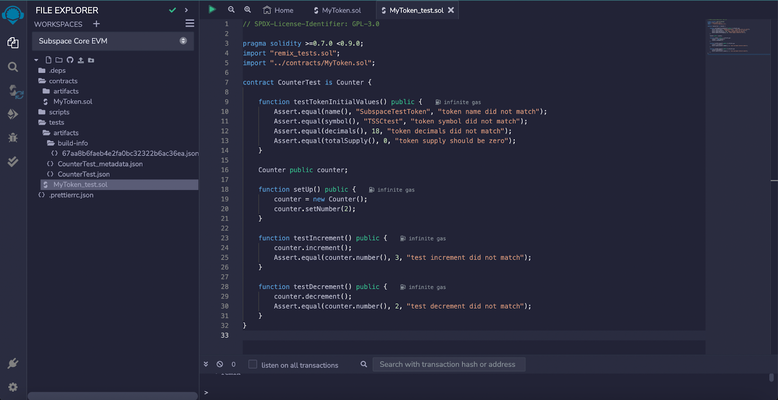 FILE EXPLORER
WORKSPACES
Subspace Core EVM
.deps
contracts
artifacts
MyToken.sol
scripts
tests
artifacts
build-info
67aa8b6faeb4e2fa0bc32322b6ac36ea.json
CounterTest_metadata.json
CounterTest.json
MyToken_test.sol
.prettierrc.json
Home
MyToken.sol
MyToken_test.sol
1 // SPDX-License-Identifier: GPL-3.0
2
3 pragma solidity >=0.7.0 <0.9.0;
4 import "remix_tests.sol";
5 import "../contracts/MyToken.sol";
6
7 contract CounterTest is Counter {
8
9 function testTokenInitialValues() public { infinite gas
10 Assert.equal(name(), "SubspaceTestToken", "token name did not match");
11 Assert.equal(symbol(), "TSSCtest", "token symbol did not match");
12 Assert.equal(decimals(), 18, "token decimals did not match");
13 Assert.equal(totalSupply(), 0, "token supply should be zero");
14 }
15
16 Counter public counter;
17
18 function setUp() public { infinite gas
19 counter = new Counter();
20 counter.setNumber(2);
21 }
22
23 function testIncrement() public { infinite gas
24 counter.increment();
25 Assert.equal(counter.number(), 3, "test increment did not match");
26 }
27
28 function testDecrement() public { infinite gas
29 counter.decrement();
30 Assert.equal(counter.number(), 2, "test decrement did not match");
31 }
32 }
33
0
listen on all transactions
Search with transaction hash or address
>